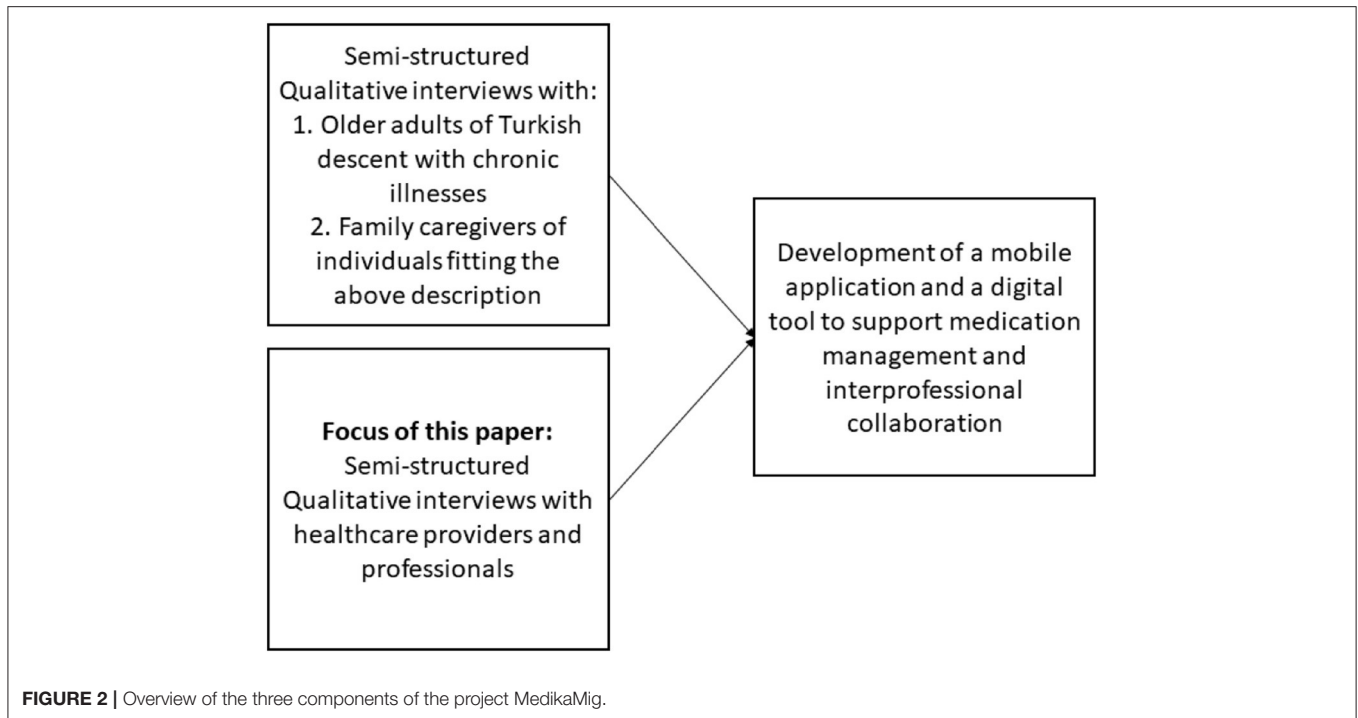 Semi-structured
Qualitative interviews with:
1. Older adults of Turkish
descent with chronic
illnesses
2. Family caregivers of
individuals fitting the
above description
Focus of this paper:
Semi-structured
Qualitative interviews with
healthcare providers and
professionals
Development of a mobile
application and a digital
tool to support medication
management and
interprofessional
collaboration
FIGURE 2 | Overview of the three components of the project MedikaMig.